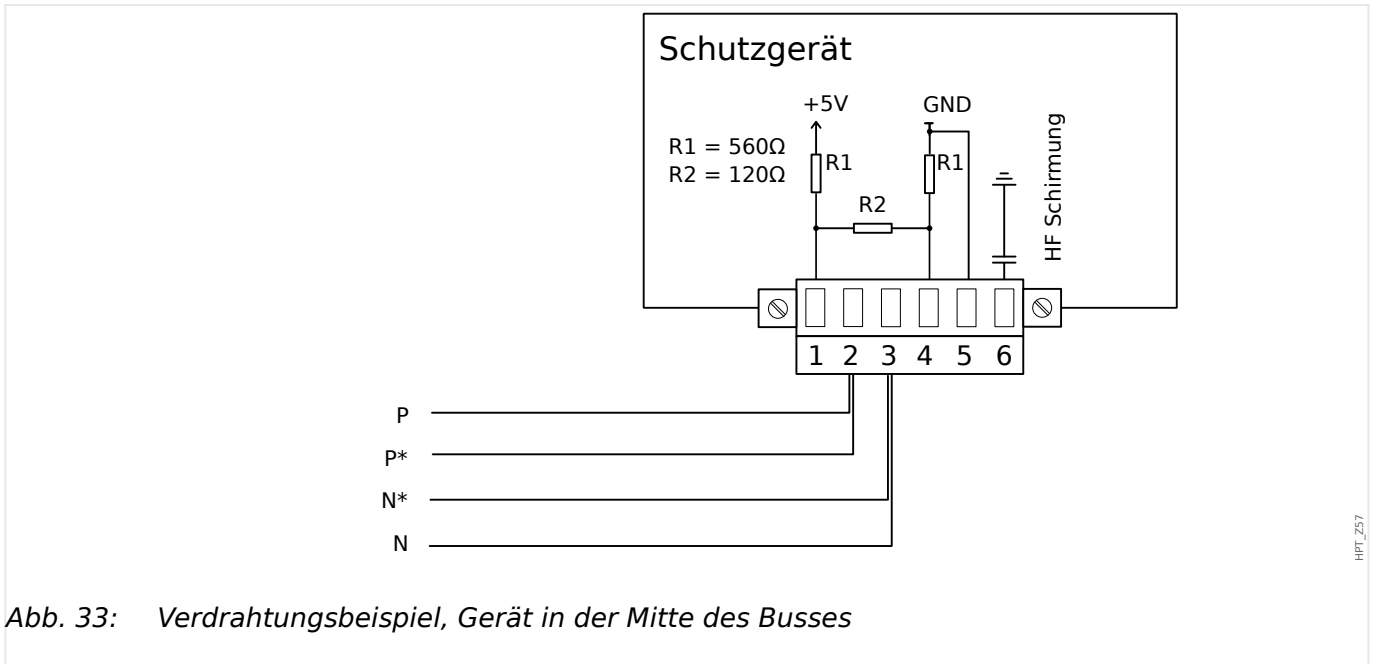 Schutzgerät
+5V
GND
R1 = 560Ω
R2 = 120Ω
R1
R1
R2
HF Schirmung
1 2 3 4 5 6
P
P*
N*
N
HPT_Z57
Abb. 33: Verdrahtungsbeispiel, Gerät in der Mitte des Busses